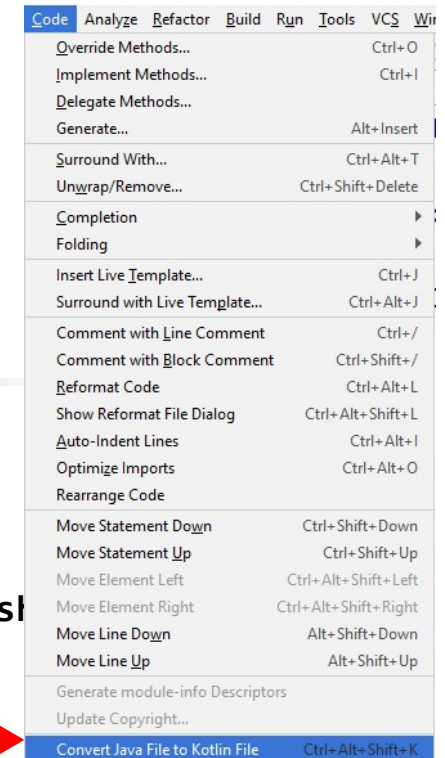 Code Analyze Refactor Build Run Tools VCS Wi
Override Methods... Ctrl+O
Implement Methods... Ctrl+I
Delegate Methods...
Generate... Alt+Insert
Surround With... Ctrl+Alt+T
Unwrap/Remove... Ctrl+Shift+Delete
Completion
Folding
Insert Live Template... Ctrl+J
Surround with Live Template... Ctrl+Alt+J
Comment with Line Comment Ctrl+/
Comment with Block Comment Ctrl+Shift+/
Reformat Code Ctrl+Alt+L
Show Reformat File Dialog Ctrl+Alt+Shift+L
Auto-Indent Lines Ctrl+Alt+I
Optimize Imports Ctrl+Alt+O
Rearrange Code
Move Statement Down Ctrl+Shift+Down
Move Statement Up Ctrl+Shift+Up
Move Element Left Ctrl+Alt+Shift+Left
Move Element Right Ctrl+Alt+Shift+Right
Move Line Down Alt+Shift+Down
Move Line Up Alt+Shift+Up
Generate module-info Descriptors
Update Copyright...
Convert Java File to Kotlin File Ctrl+Alt+Shift+K